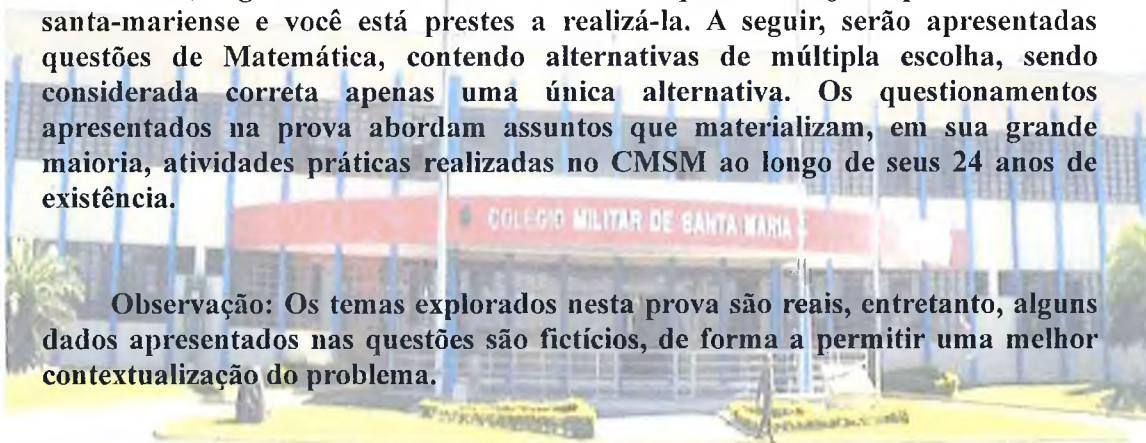 santa-mariense e você está prestes a realizá-la. A seguir, serão apresentadas
questões de Matemática, contendo alternativas de múltipla escolha, sendo
considerada correta apenas uma única alternativa. Os questionamentos
apresentados na prova abordam assuntos que materializam, em sua grande
maioria, atividades práticas realizadas no CMSM ao longo de seus 24 anos de
existência.
COLÉGIO MILITAR DE SANTA MARIA
Observação: Os temas explorados nesta prova são reais, entretanto, alguns
dados apresentados nas questões são fictícios, de forma a permitir uma melhor
contextualização do problema.